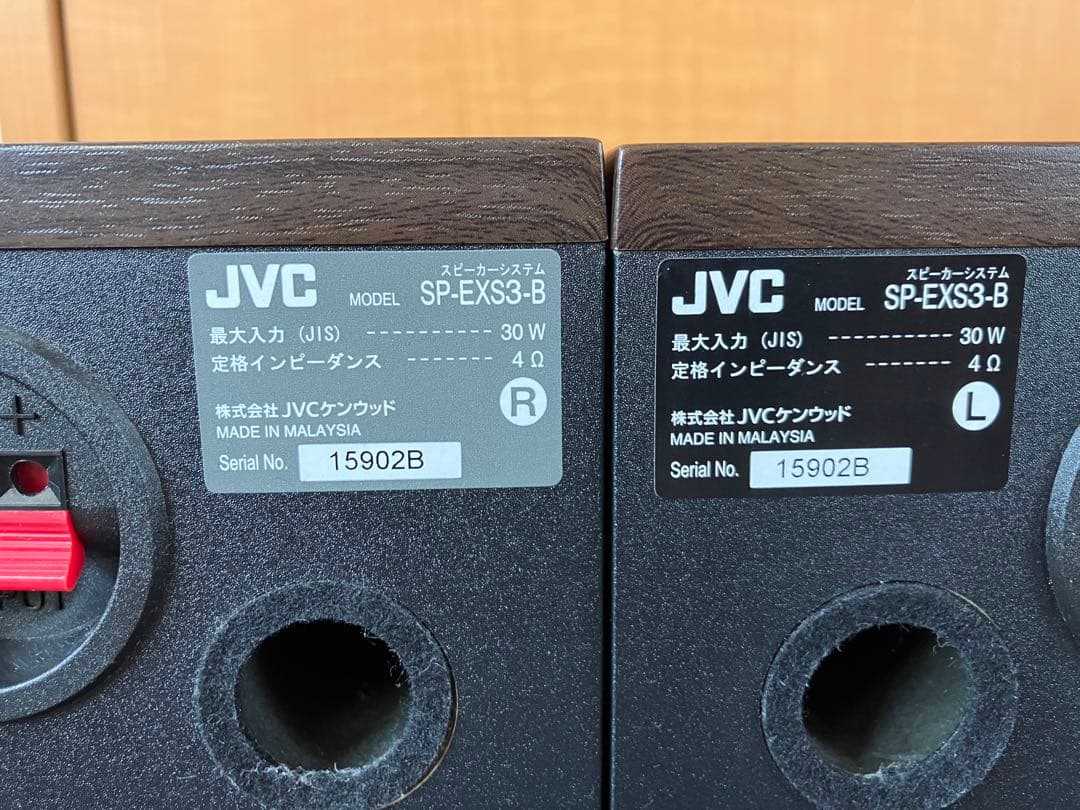 JVC
スピーカーシステム
MODEL SP-EXS3-B
最大入力 (JIS) ---------- 30 W
定格インピーダンス ------- 4 Ω
R
株式会社 JVCケンウッド
MADE IN MALAYSIA
Serial No. 15902B
JVC
スピーカーシステム
MODEL SP-EXS3-B
最大入力 (JIS) ---------- 30 W
定格インピーダンス ------- 4 Ω
L
株式会社 JVCケンウッド
MADE IN MALAYSIA
Serial No. 15902B
+